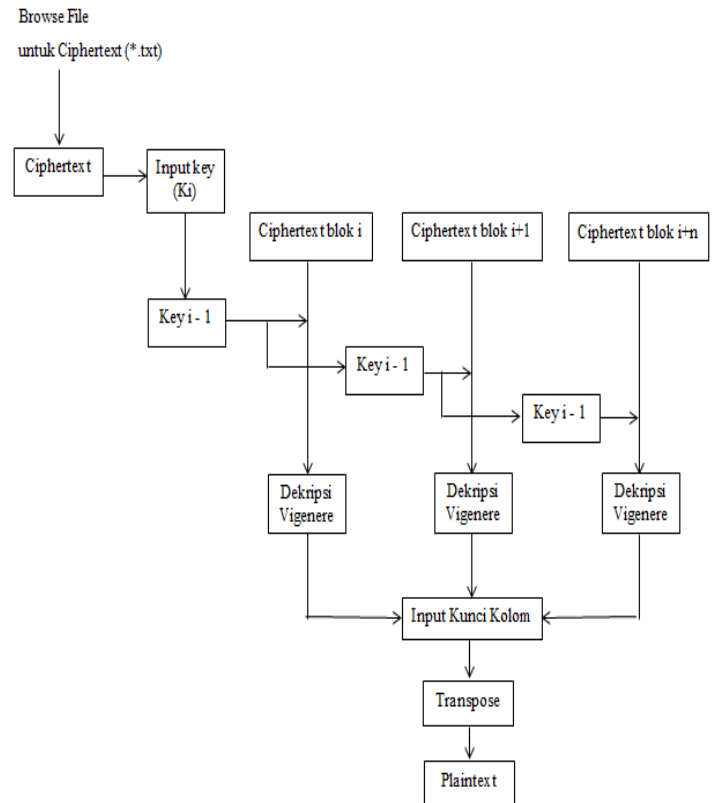 Browse File
untuk Ciphertext (*.txt)
Ciphertext
Input key
(Ki)
Ciphertext blok i
Ciphertext blok i+1
Ciphertext blok i+n
Key i - 1
Key i - 1
Key i - 1
Dekripsi
Vigenere
Dekripsi
Vigenere
Dekripsi
Vigenere
Input Kunci Kolom
Transpose
Plaintext